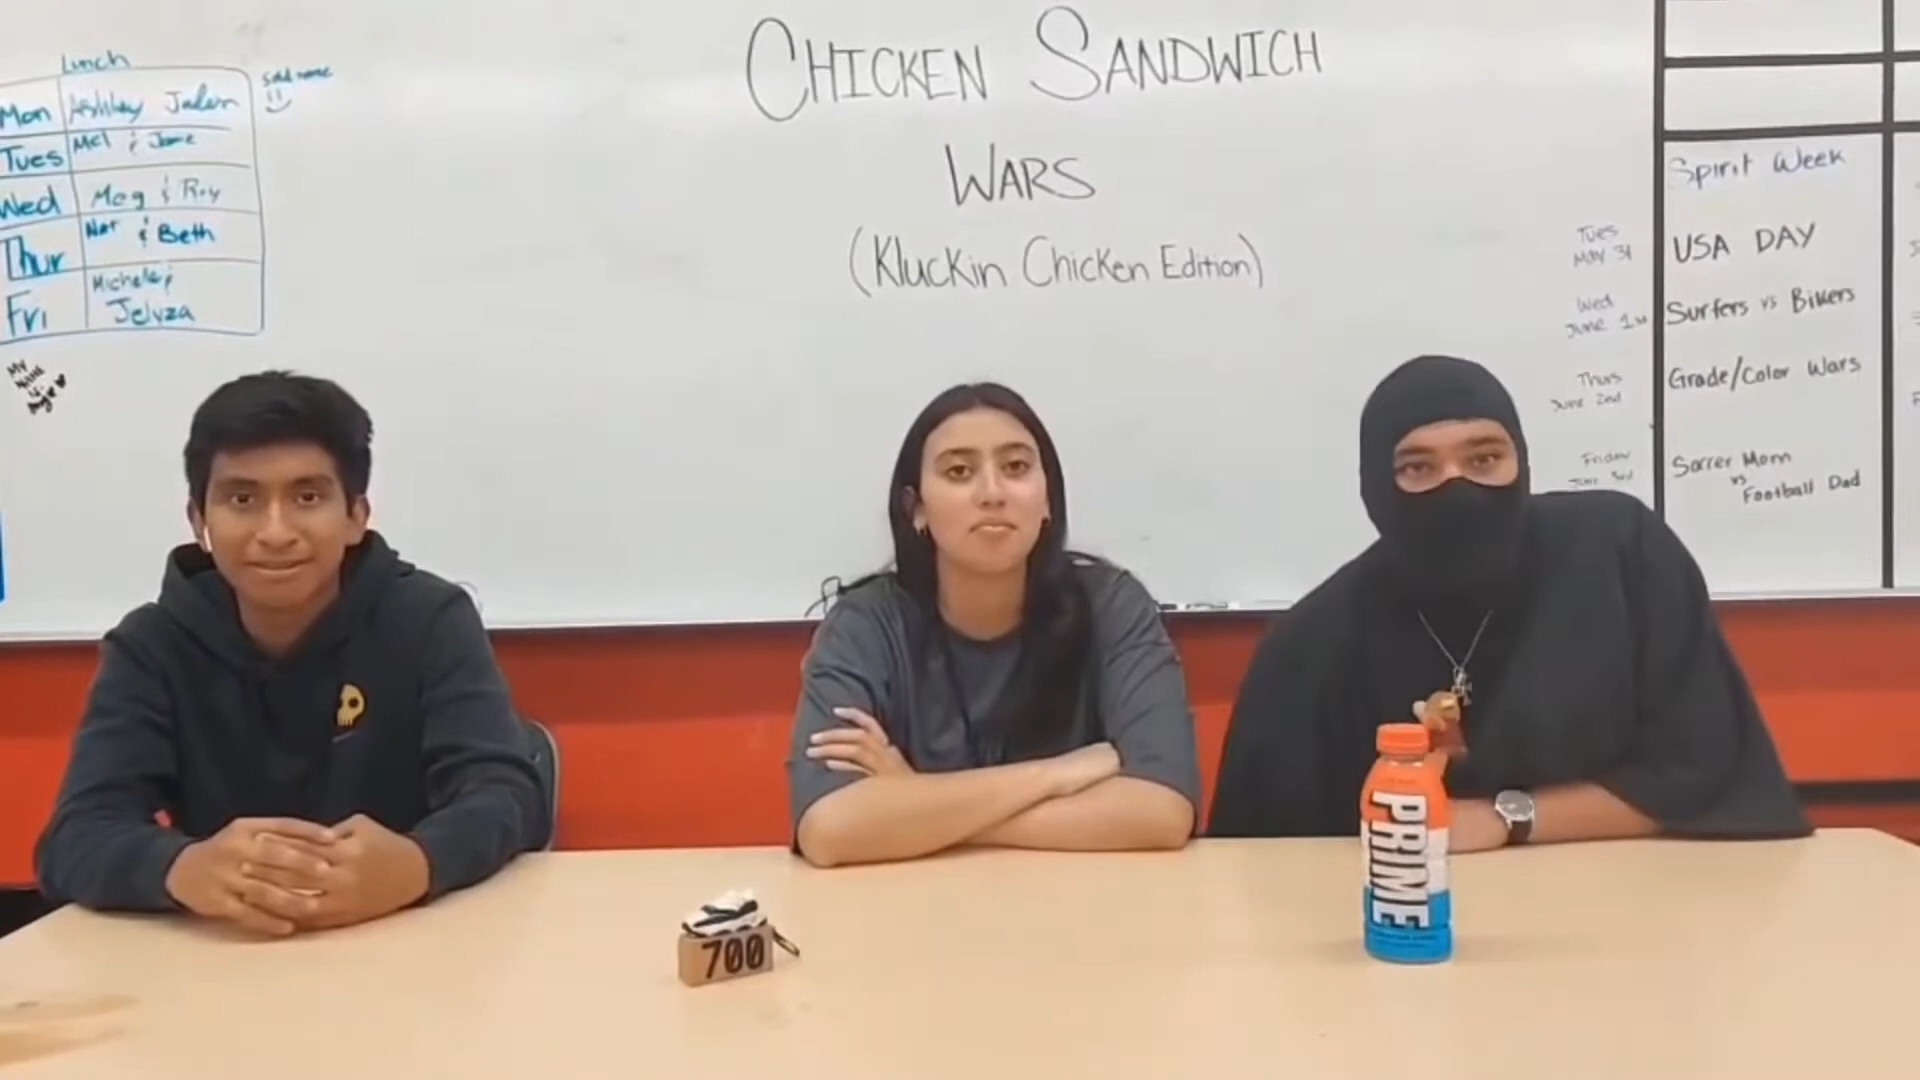 Lunch
Mon Ashley Jalen
Tues Mel & Jame
Wed Meg & Roy
Thur Nat & Beth
Fri Michele &
Jelyza
CHICKEN SANDWICH
WARS
(Kluckin Chicken Edition)
Spirit Week
Tues
May 31
USA DAY
Wed
June 1st
Surfers vs Bikers
Thurs
June 2nd
Grade/Color Wars
Friday
June 3rd
Soccer Mom
vs
Football Dad
700
PRIME